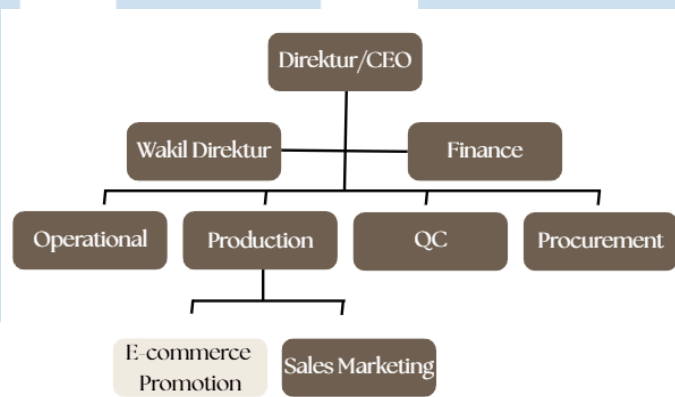 Direktur/CEO
Wakil Direktur
Finance
Operational
Production
QC
Procurement
E-commerce
Promotion
Sales Marketing